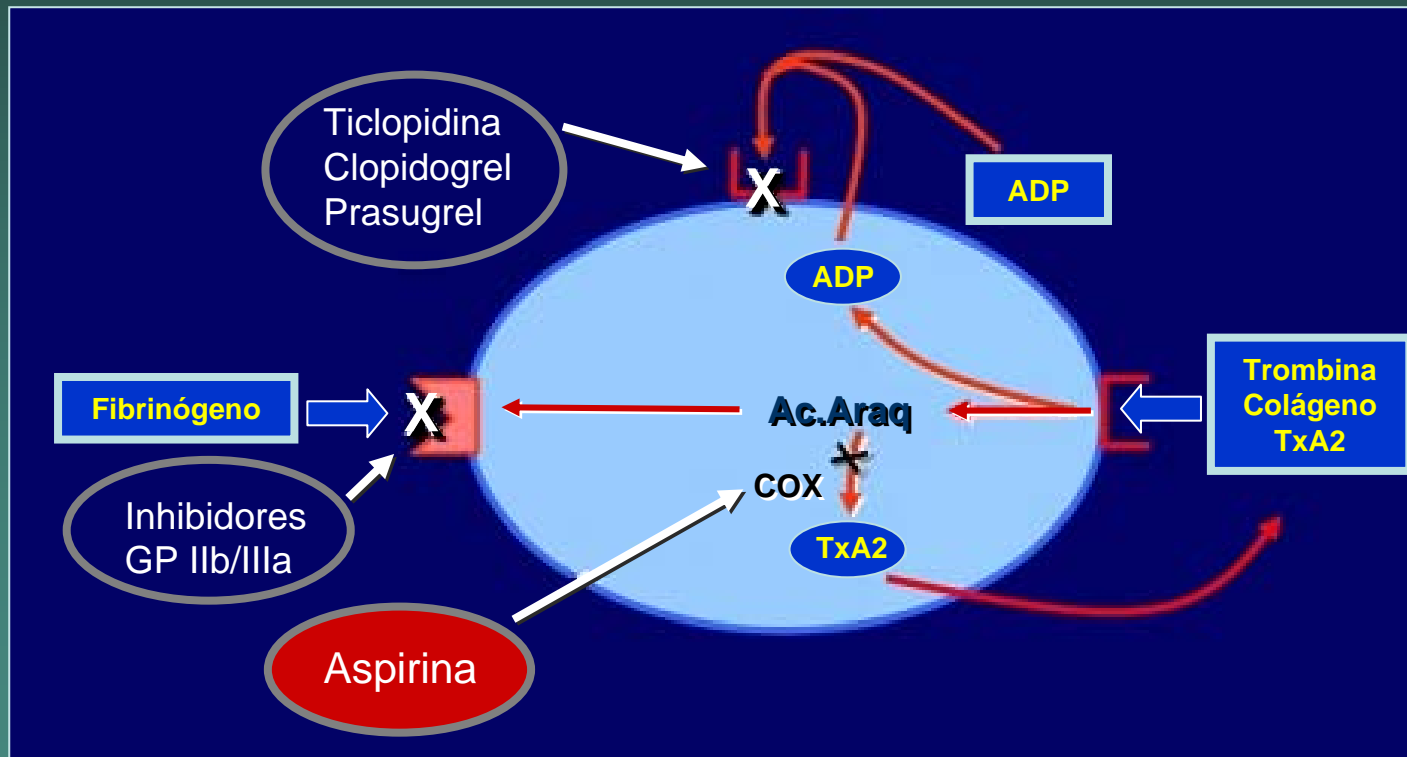 Ticlopidina
Clopidogrel
Prasugrel
ADP
X
ADP
Fibrinógeno
X
Ac.Araq
Trombina
Colágeno
TxA2
COX
Inhibidores
GP IIb/IIIa
TxA2
Aspirina